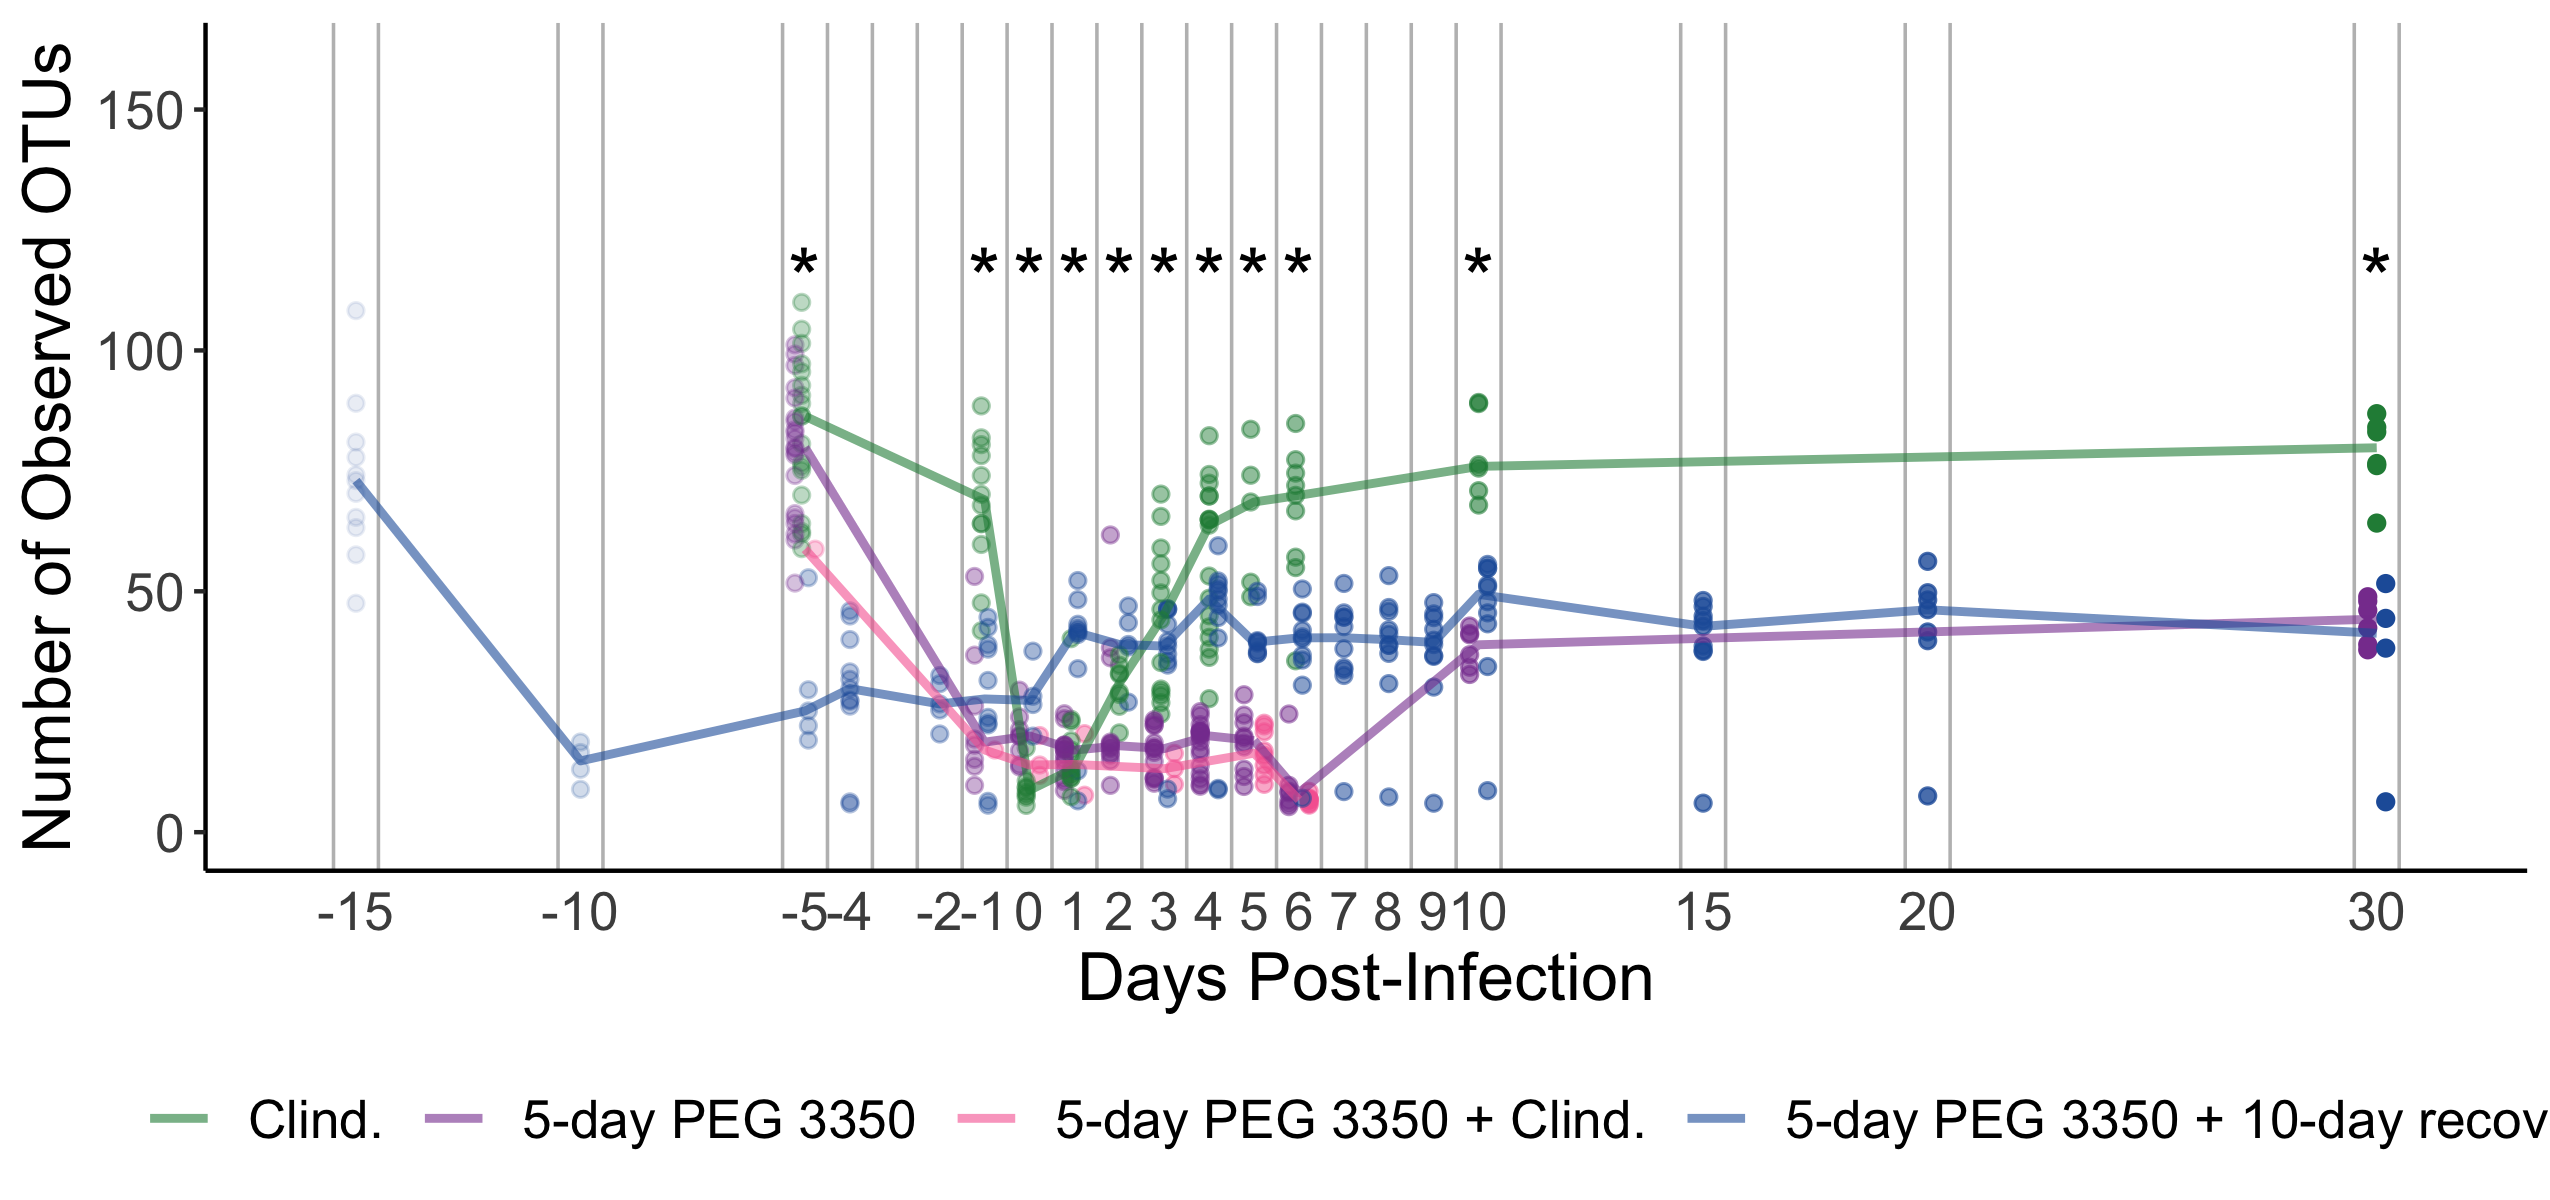 Number of Observed OTUs
150
100
50
0
* * * * * * * * * * *
-15 -10 -5 -4 -2 -1 0 1 2 3 4 5 6 7 8 9 10 15 20 30
Days Post-Infection
Clind. 5-day PEG 3350 5-day PEG 3350 + Clind. 5-day PEG 3350 + 10-day recov